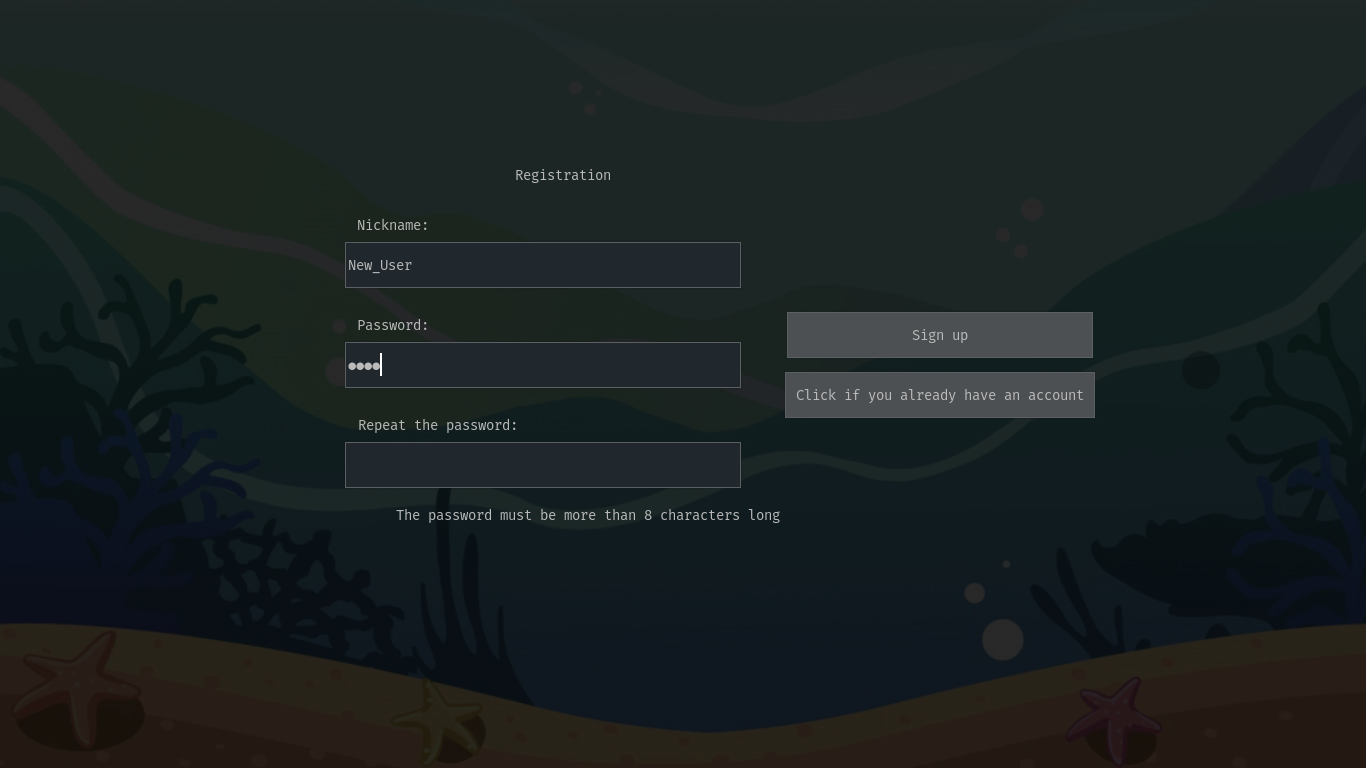 Registration
Nickname:
New_User
Password:
●●●●
Repeat the password:
The password must be more than 8 characters long
Sign up
Click if you already have an account